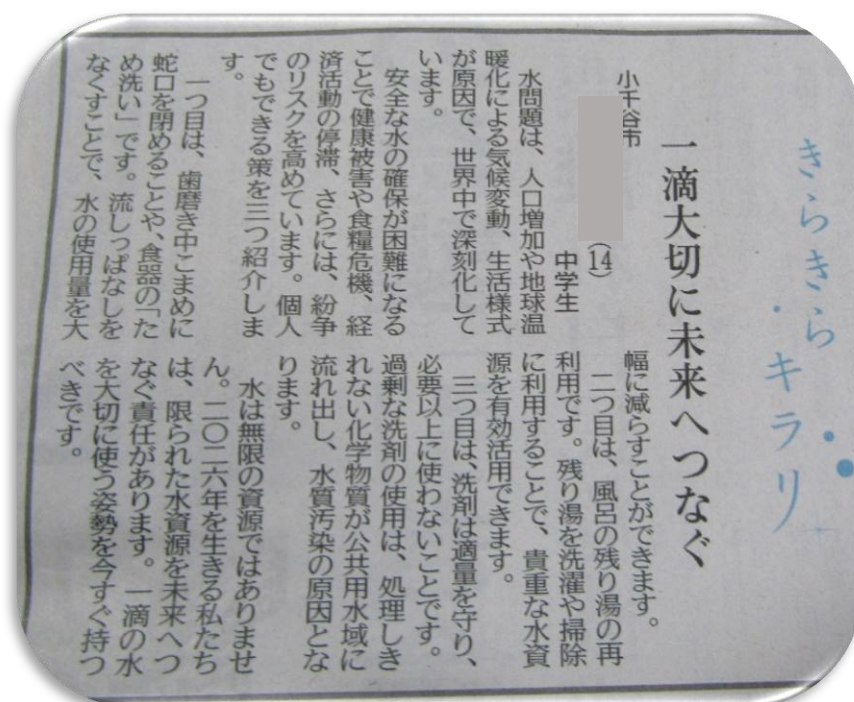 きらきら
・キラリ
一滴大切に未来へつなぐ
小千谷市
(14)
中学生
水問題は、人口増加や地球温
暖化による気候変動、生活様式
が原因で、世界中で深刻化して
います。
安全な水の確保が困難になる
ことで健康被害や食糧危機、経
済活動の停滞、さらには、紛争
のリスクを高めています。個人
でもできる策を三つ紹介しま
す。
一つ目は、歯磨き中こまめに
蛇口を閉めることや、食器の「た
め洗い」です。流しっぱなしを
なくすことで、水の使用量を大
幅に減らすことができます。
二つ目は、風呂の残り湯の再
利用です。残り湯を洗濯や掃除
に利用することで、貴重な水資
源を有効活用できます。
三つ目は、洗剤は適量を守り、
必要以上に使わないことです。
過剰な洗剤の使用は、処理しき
れない化学物質が公共用水域に
流れ出し、水質汚染の原因とな
ります。
水は無限の資源ではありませ
ん。二〇二六年を生きる私たち
は、限られた水資源を未来へつ
なぐ責任があります。一滴の水
を大切に使う姿勢を今すぐ持つ
べきです。